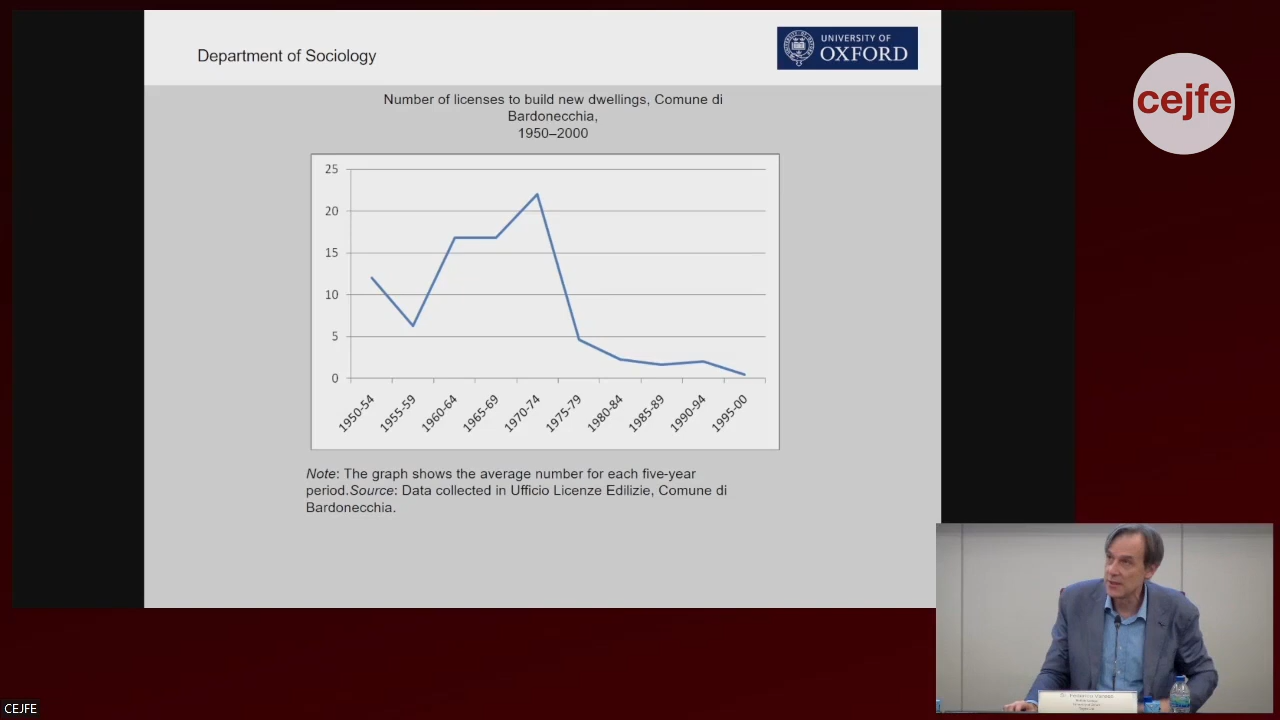 Department of Sociology
UNIVERSITY OF
OXFORD
cejfe
Number of licenses to build new dwellings, Comune di
Bardonecchia,
1950–2000
25
20
15
10
5
0
1950-54
1955-59
1960-64
1965-69
1970-74
1975-79
1980-84
1985-89
1990-94
1995-00
Note: The graph shows the average number for each five-year
period.Source: Data collected in Ufficio Licenze Edilizie, Comune di
Bardonecchia.
CEJFE